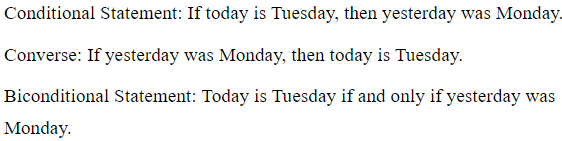 Conditional Statement: If today is Tuesday, then yesterday was Monday.
Converse: If yesterday was Monday, then today is Tuesday.
Biconditional Statement: Today is Tuesday if and only if yesterday was
Monday.